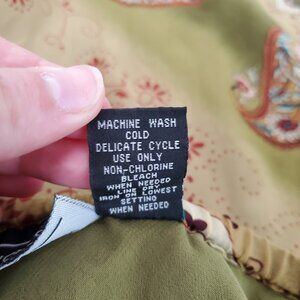 MACHINE WASH
COLD
DELICATE CYCLE
USE ONLY
NON-CHLORINE
BLEACH
WHEN NEEDED
LINE DRY
IRON ON LOWEST
SETTING
WHEN NEEDED